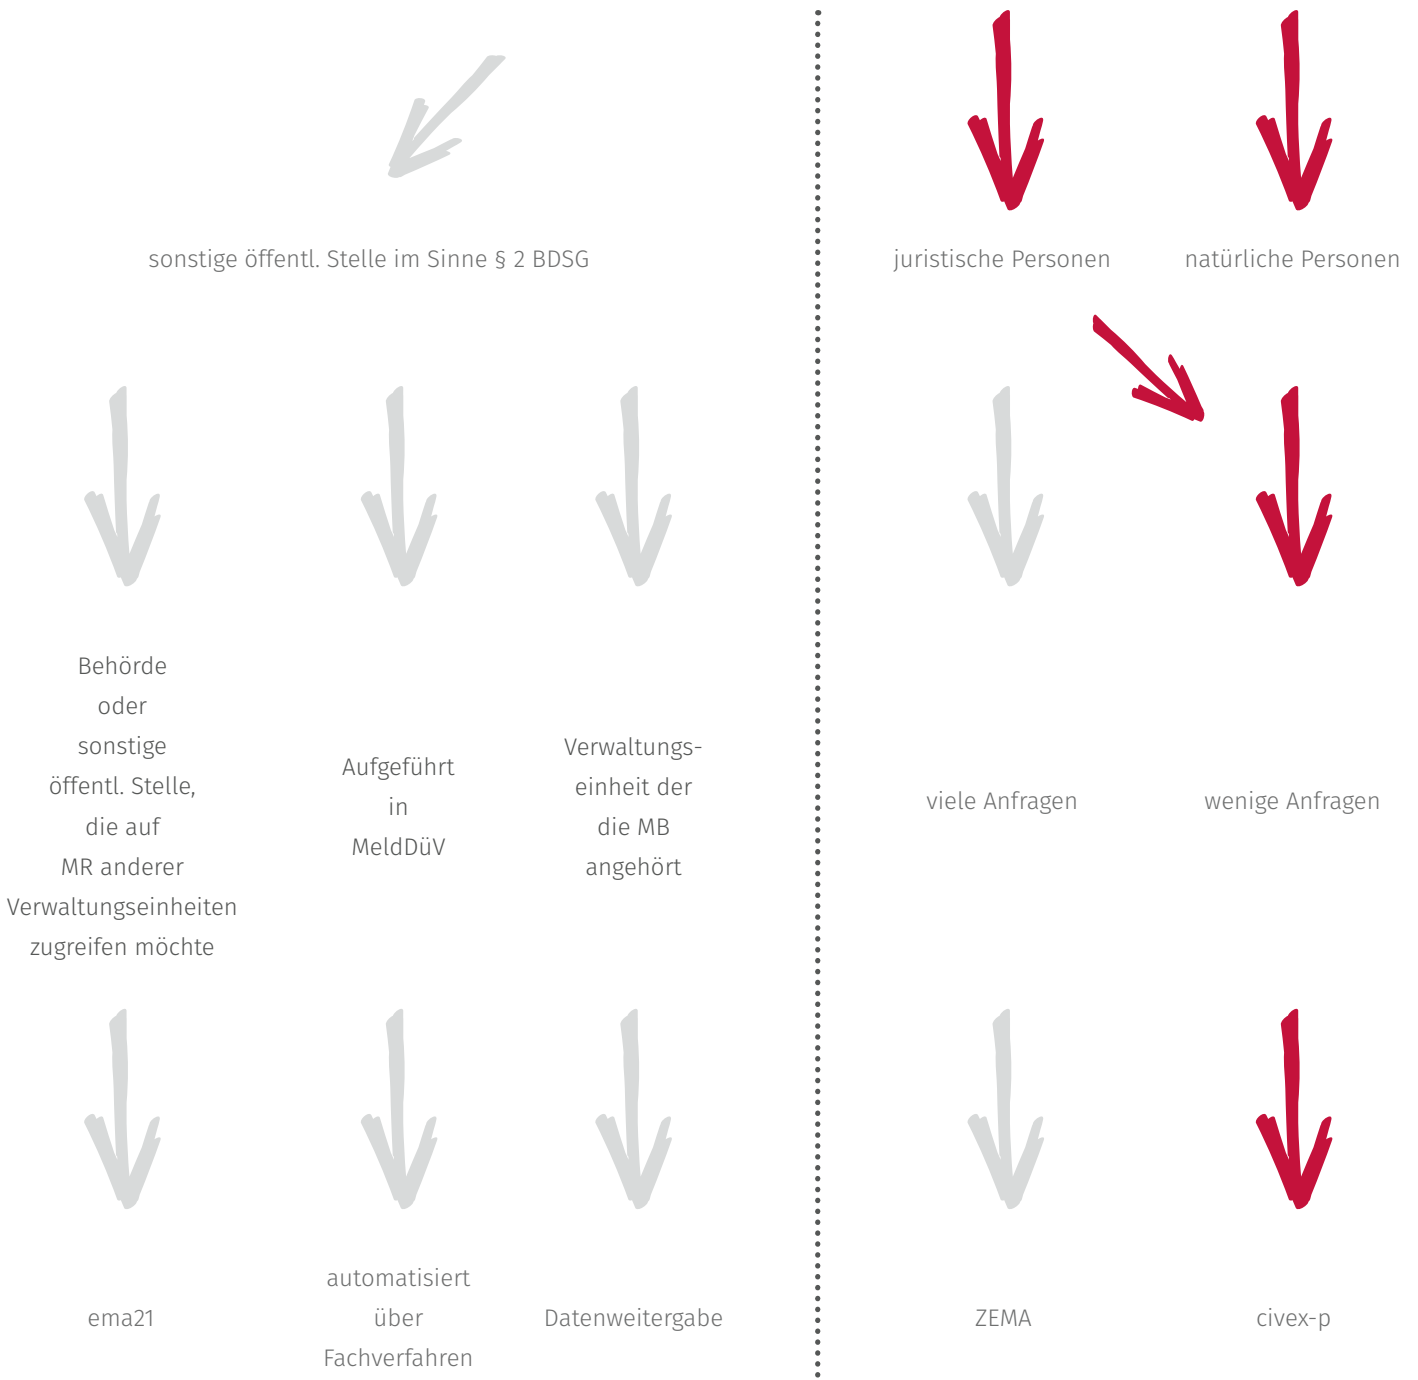 sonstige öffentl. Stelle im Sinne § 2 BDSG
juristische Personen
natürliche Personen
Behörde
oder
sonstige
öffentl. Stelle,
die auf
MR anderer
Verwaltungseinheiten
zugreifen möchte
Aufgeführt
in
MeldDüV
Verwaltungs-
einheit der
die MB
angehört
viele Anfragen
wenige Anfragen
ema21
automatisiert
über
Fachverfahren
Datenweitergabe
ZEMA
civex-p